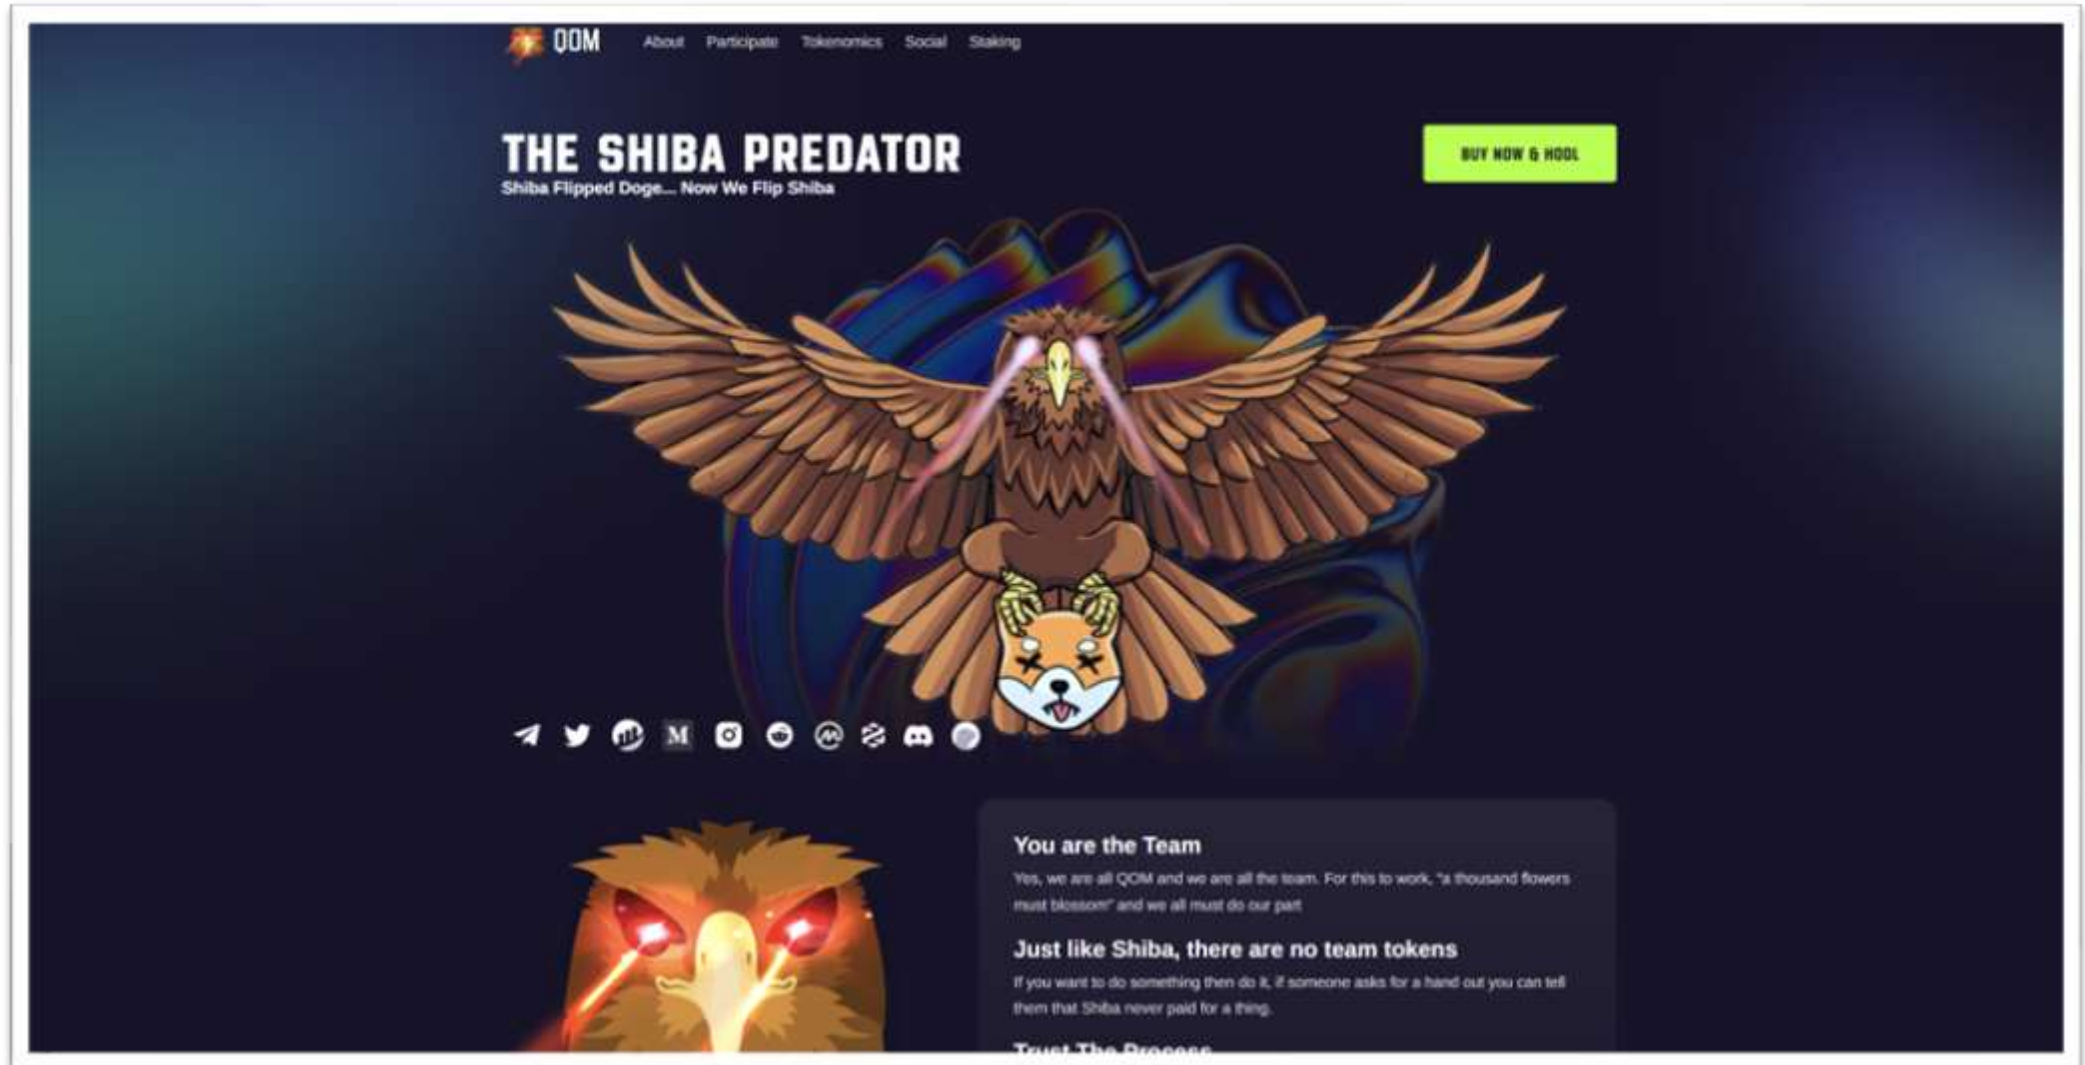 QOM
About Participate Tokenomics Social Staking
THE SHIBA PREDATOR
Shiba Flipped Doge... Now We Flip Shiba
BUY NOW & HODL
You are the Team
Yes, we are all QOM and we are all the team. For this to work, "a thousand flowers
must blossom" and we all must do our part
Just like Shiba, there are no team tokens
If you want to do something then do it, if someone asks for a hand out you can tell
them that Shiba never paid for a thing.
Trust The Process